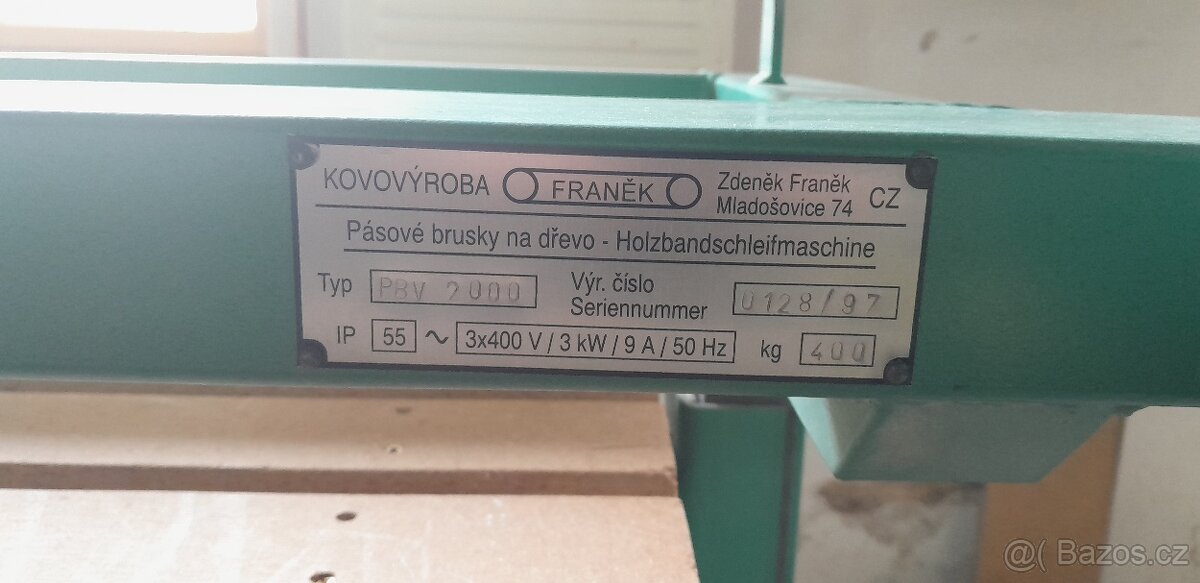 KOVOVÝROBA FRANĚK Zdeněk Franěk CZ
Mladošovice 74
Pásové brusky na dřevo - Holzbandschleifmaschine
Typ PBV 2000 Výr. číslo 0128/97
Seriennummer
IP 55 ~ 3x400 V / 3 kW / 9 A / 50 Hz kg 400
@( Bazos.cz